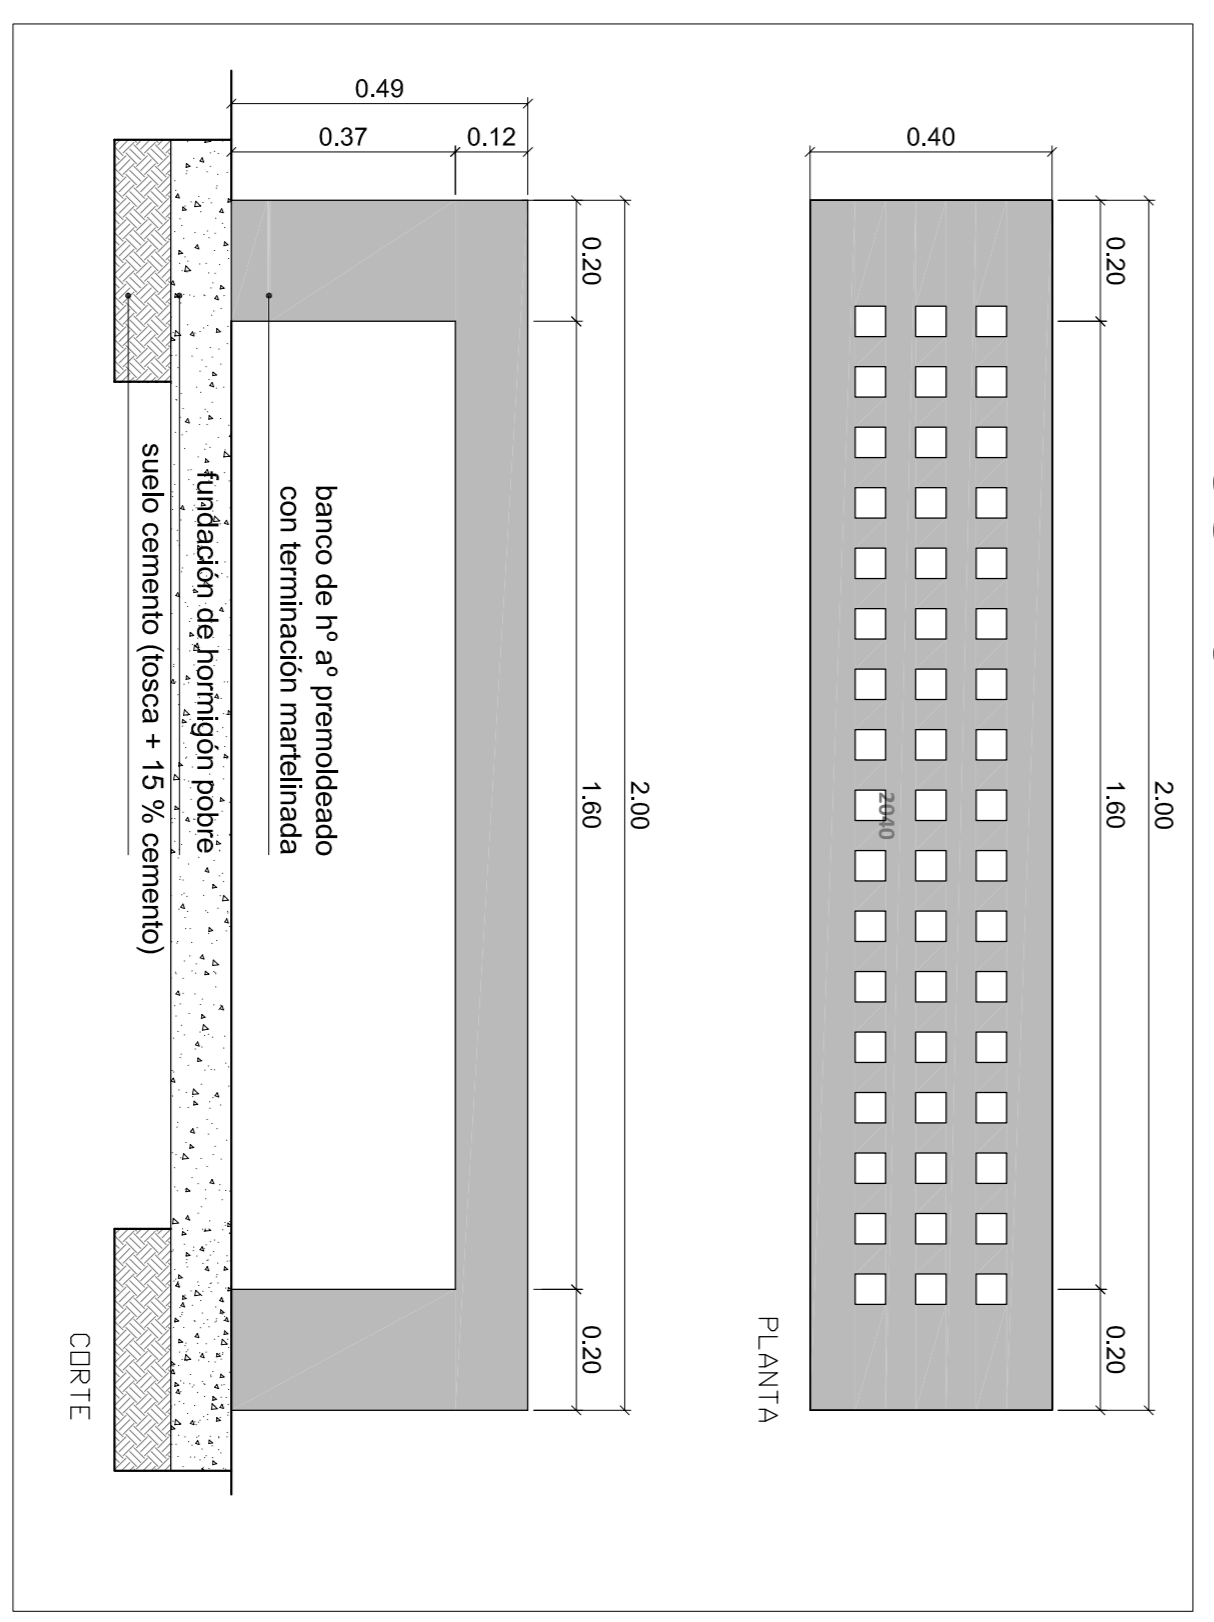 2.00
0.20
1.60
0.20
0.40
2040
PLANTA
2.00
0.20
1.60
0.20
0.49
0.12
0.37
banco de hº aº premoldeado
con terminación martelinada
fundación de hormigón pobre
suelo cemento (tosca + 15 % cemento)
CORTE